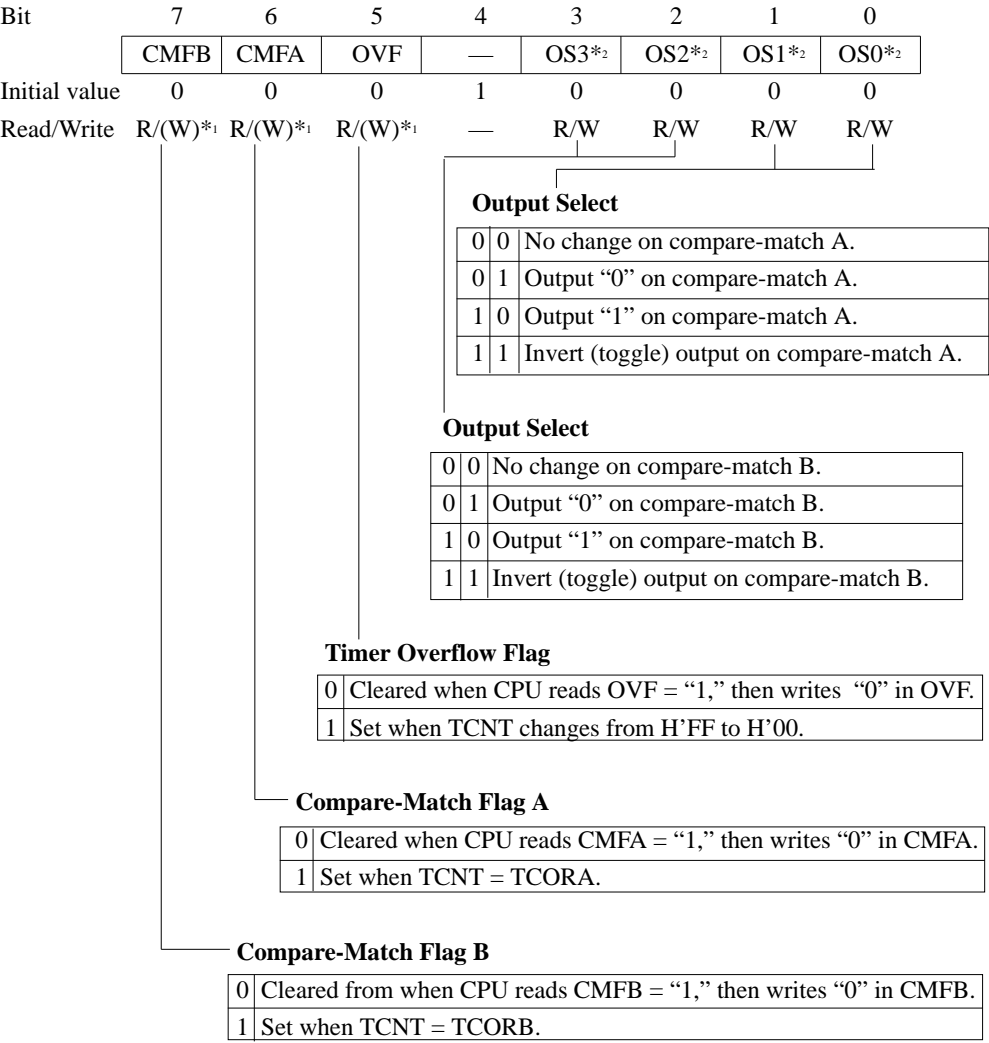 Bit 7 6 5 4 3 2 1 0
CMFB CMFA OVF — OS3*2 OS2*2 OS1*2 OS0*2
Initial value 0 0 0 1 0 0 0 0
Read/Write R/(W)*1 R/(W)*1 R/(W)*1 — R/W R/W R/W R/W
Output Select
0 0 No change on compare-match A.
0 1 Output “0” on compare-match A.
1 0 Output “1” on compare-match A.
1 1 Invert (toggle) output on compare-match A.
Output Select
0 0 No change on compare-match B.
0 1 Output “0” on compare-match B.
1 0 Output “1” on compare-match B.
1 1 Invert (toggle) output on compare-match B.
Timer Overflow Flag
0 Cleared when CPU reads OVF = “1,” then writes “0” in OVF.
1 Set when TCNT changes from H’FF to H’00.
Compare-Match Flag A
0 Cleared when CPU reads CMFA = “1,” then writes “0” in CMFA.
1 Set when TCNT = TCORA.
Compare-Match Flag B
0 Cleared from when CPU reads CMFB = “1,” then writes “0” in CMFB.
1 Set when TCNT = TCORB.